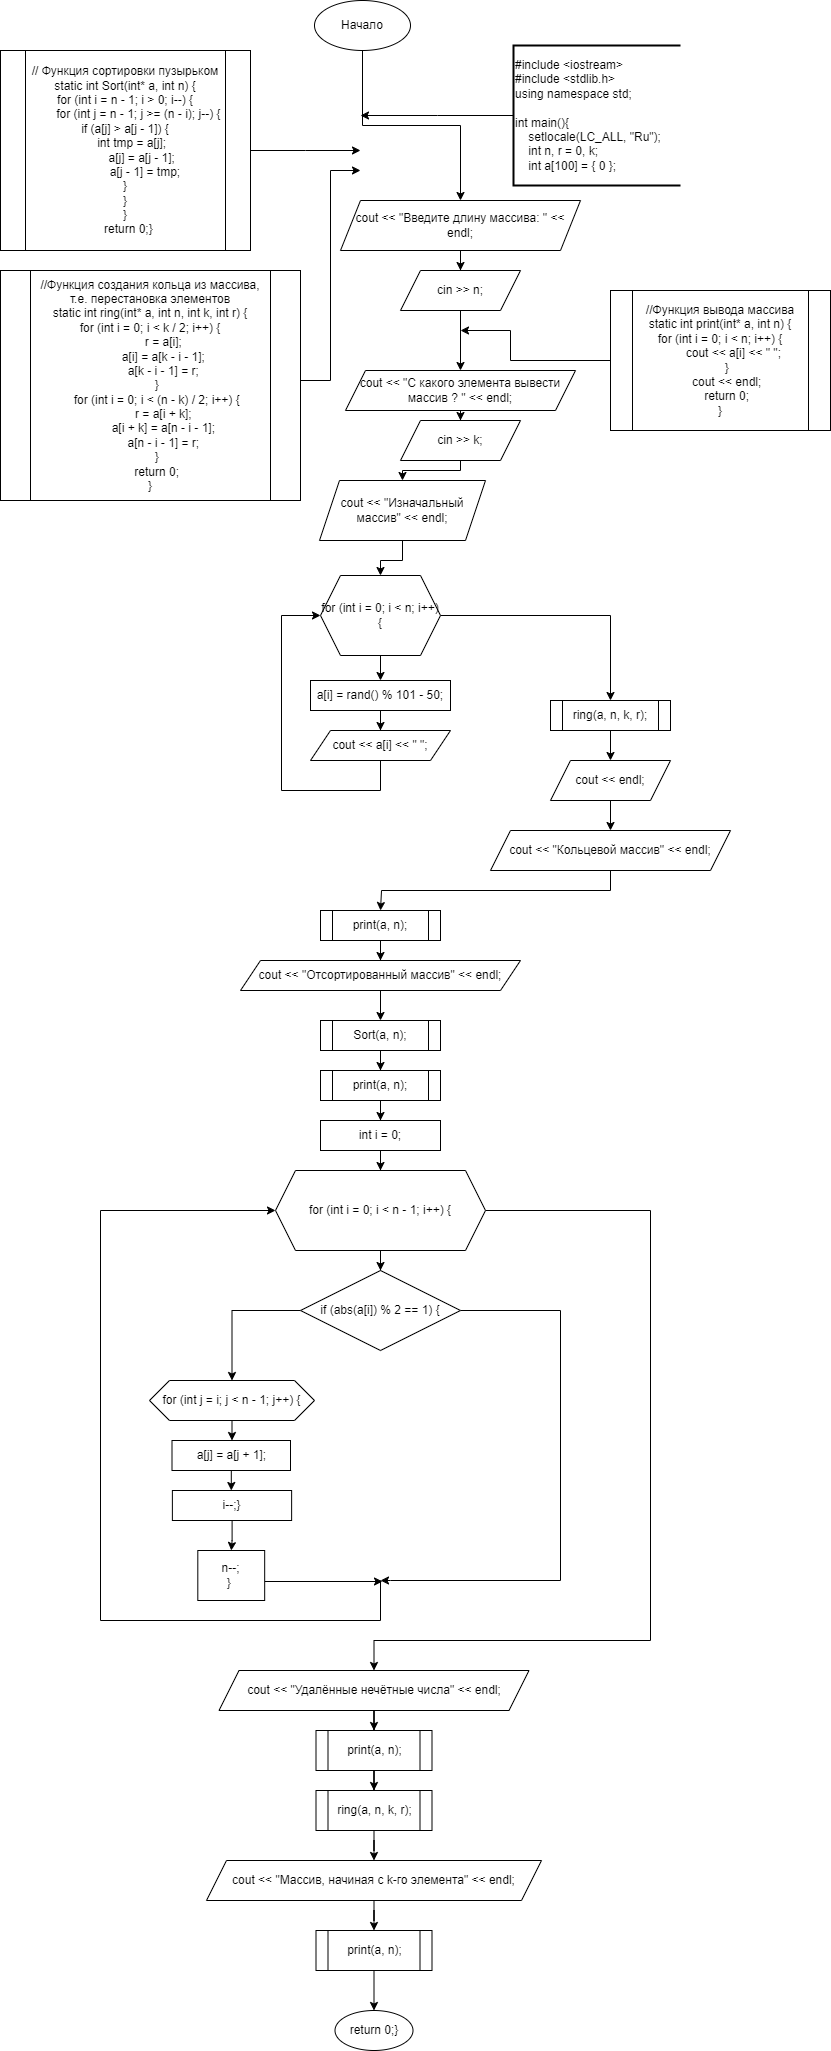 Начало
#include <iostream>
#include <stdlib.h>
using namespace std;
int main(){
setlocale(LC_ALL, "Ru");
int n, r = 0, k;
int a[100] = { 0 };
// Функция сортировки пузырьком
static int Sort(int* a, int n) {
for (int i = n - 1; i > 0; i--) {
for (int j = n - 1; j >= (n - i); j--) {
if (a[j] > a[j - 1]) {
int tmp = a[j];
a[j] = a[j - 1];
a[j - 1] = tmp;
}
}
}
return 0;}
cout << "Введите длину массива: " <<
endl;
//Функция создания кольца из массива,
т.е. перестановка элементов
static int ring(int* a, int n, int k, int r) {
for (int i = 0; i < k / 2; i++) {
r = a[i];
a[i] = a[k - i - 1];
a[k - i - 1] = r;
}
for (int i = 0; i < (n - k) / 2; i++) {
r = a[i + k];
a[i + k] = a[n - i - 1];
a[n - i - 1] = r;
}
return 0;
}
cin >> n;
//Функция вывода массива
static int print(int* a, int n) {
for (int i = 0; i < n; i++) {
cout << a[i] << " ";
}
cout << endl;
return 0;
}
cout << "С какого элемента вывести
массив ? " << endl;
cin >> k;
cout << "Изначальный
массив" << endl;
for (int i = 0; i < n; i++)
{
a[i] = rand() % 101 - 50;
cout << a[i] << " ";
ring(a, n, k, r);
cout << endl;
cout << "Кольцевой массив" << endl;
print(a, n);
cout << "Отсортированный массив" << endl;
Sort(a, n);
print(a, n);
int i = 0;
for (int i = 0; i < n - 1; i++) {
if (abs(a[i]) % 2 == 1) {
for (int j = i; j < n - 1; j++) {
a[j] = a[j + 1];
i--;}
n--;
}
cout << "Удалённые нечётные числа" << endl;
print(a, n);
ring(a, n, k, r);
cout << "Массив, начиная с k-го элемента" << endl;
print(a, n);
return 0;}